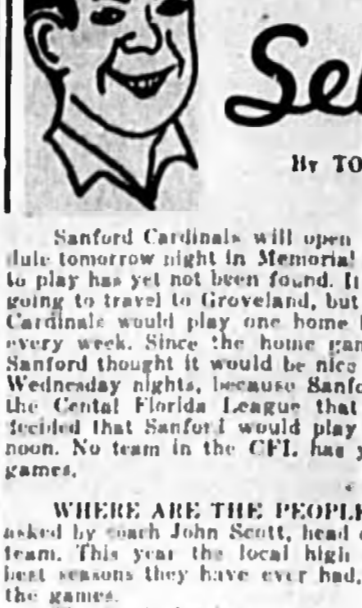 Sel
By TO
Sanford Cardinals will open
dule tomorrow night in Memorial
to play has yet not been found. It
going to travel to Groveland, but
Cardinals would play one home
every week. Since the home gam
Sanford thought it would be nice
Wednesday nights, because Sanfo
the Cental Florida League that
decided that Sanford would play
noon. No team in the CFL has y
games.
WHERE ARE THE PEOPLE
asked by coach John Scott, head
team. This year the local high
best seasons they have ever had.
the games.